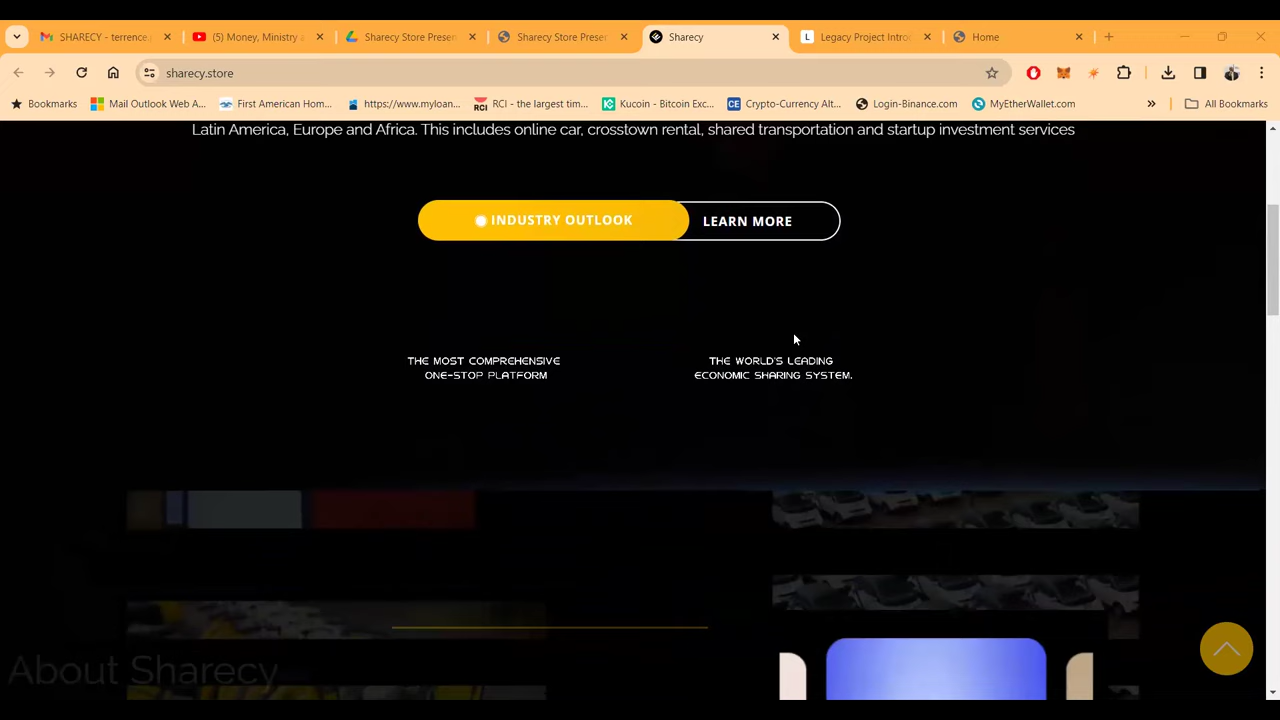 SHARECY - terrence.
(5) Money, Ministry a
Sharecy Store Presen
Sharecy Store Presen
Sharecy
Legacy Project Introd
Home
sharecy.store
Bookmarks
Mail Outlook Web A...
First American Hom...
https://www.myloan...
RCI - the largest tim...
Kucoin - Bitcoin Exc...
CE Crypto-Currency Alt...
Login-Binance.com
MyEtherWallet.com
All Bookmarks
Latin America, Europe and Africa. This includes online car, crosstown rental, shared transportation and startup investment services
INDUSTRY OUTLOOK
LEARN MORE
THE MOST COMPREHENSIVE
ONE-STOP PLATFORM
THE WORLD'S LEADING
ECONOMIC SHARING SYSTEM.
About Sharecy